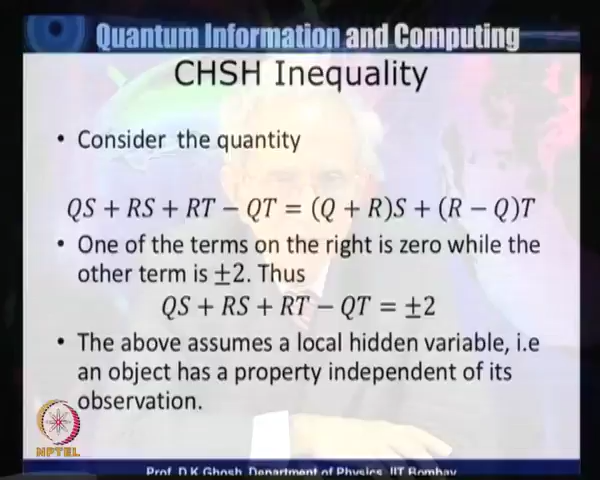 Quantum Information and Computing
CHSH Inequality
• Consider the quantity
QS + RS + RT − QT = (Q + R)S + (R − Q)T
• One of the terms on the right is zero while the
other term is ±2. Thus
QS + RS + RT − QT = ±2
• The above assumes a local hidden variable, i.e
an object has a property independent of its
observation.
NPTEL
Prof. D.K Ghosh, Department of Physics, IIT Bombay